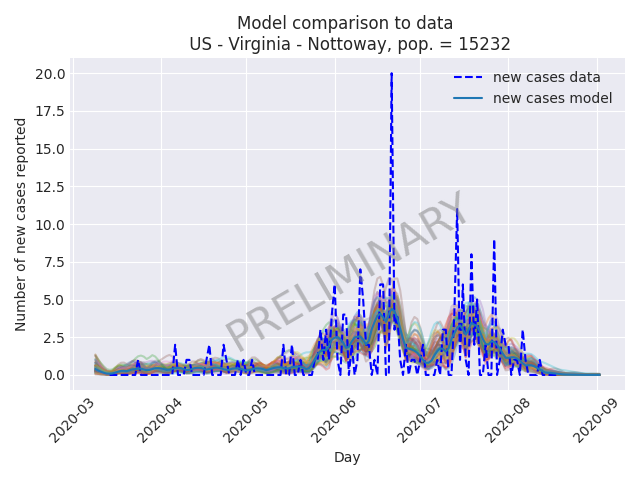 Model comparison to data
US - Virginia - Nottoway, pop. = 15232
new cases data
new cases model
PRELIMINARY
Number of new cases reported
20.0
17.5
15.0
12.5
10.0
7.5
5.0
2.5
0.0
2020-03
2020-04
2020-05
2020-06
2020-07
2020-08
2020-09
Day